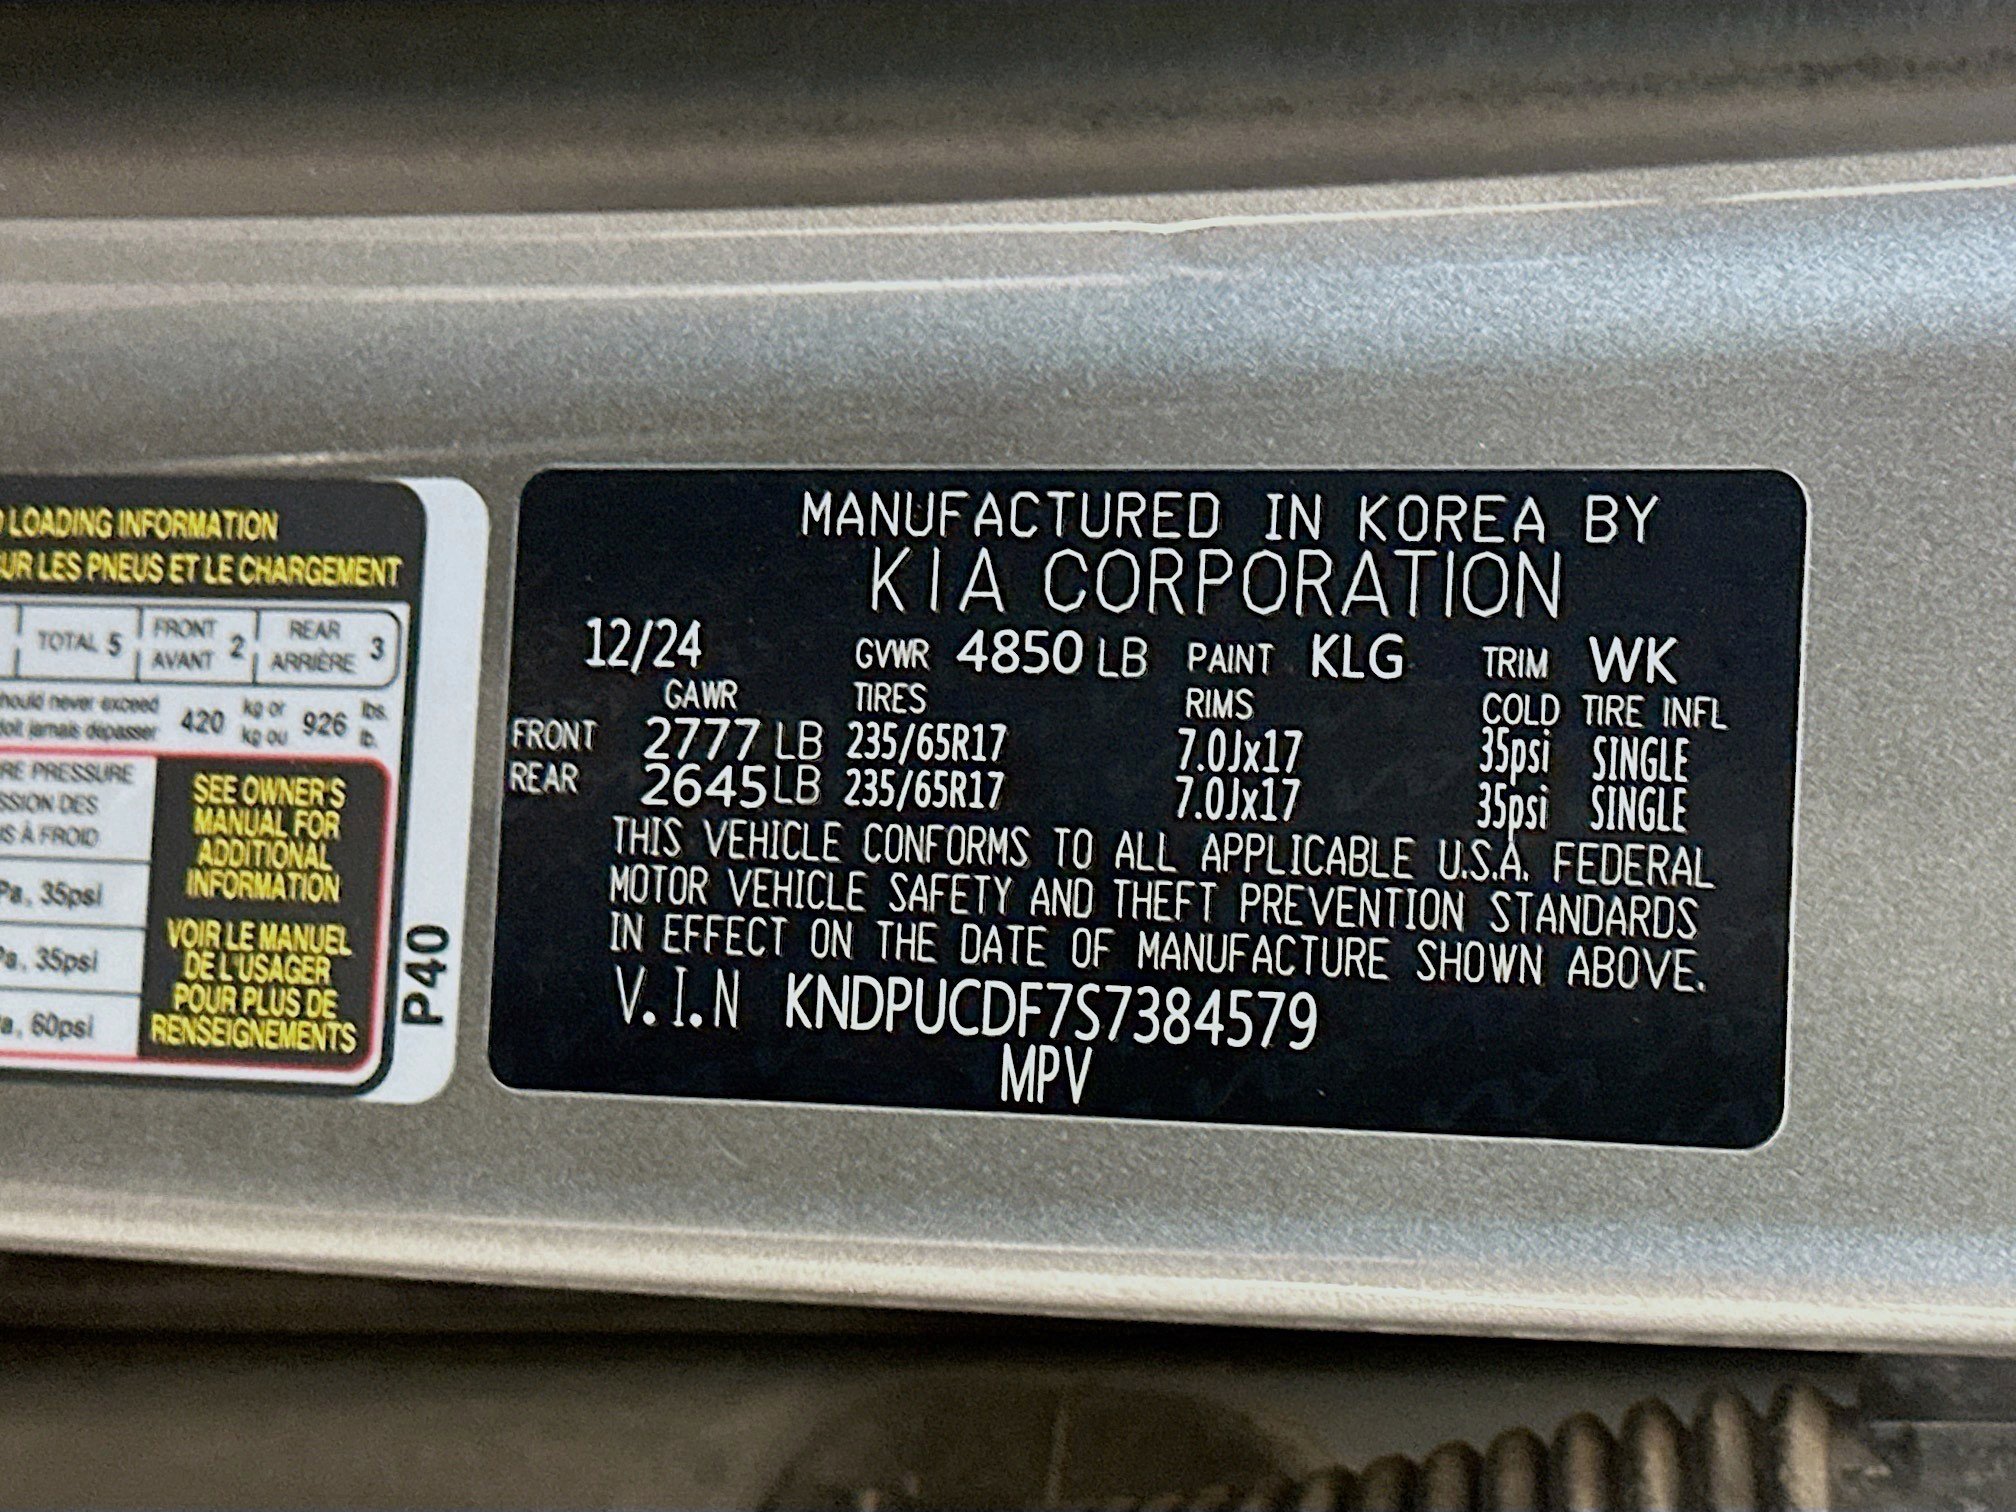 LOADING INFORMATION
UR LES PNEUS ET LE CHARGEMENT
TOTAL 5 FRONT AVANT 2 REAR ARRIÈRE 3
should never exceed 420 kg or 926 lbs.
doit jamais dépasser kg ou lb.
RE PRESSURE
SSION DES
S À FROID
Pa, 35psi
Pa, 35psi
a, 60psi
SEE OWNER'S
MANUAL FOR
ADDITIONAL
INFORMATION
VOIR LE MANUEL
DE L'USAGER
POUR PLUS DE
RENSEIGNEMENTS
P40
MANUFACTURED IN KOREA BY
KIA CORPORATION
12/24 GVWR 4850 LB PAINT KLG TRIM WK
GAWR TIRES RIMS COLD TIRE INFL
FRONT 2777 LB 235/65R17 7.0Jx17 35psi SINGLE
REAR 2645 LB 235/65R17 7.0Jx17 35psi SINGLE
THIS VEHICLE CONFORMS TO ALL APPLICABLE U.S.A. FEDERAL
MOTOR VEHICLE SAFETY AND THEFT PREVENTION STANDARDS
IN EFFECT ON THE DATE OF MANUFACTURE SHOWN ABOVE.
V.I.N KNDPUCDF7S7384579
MPV